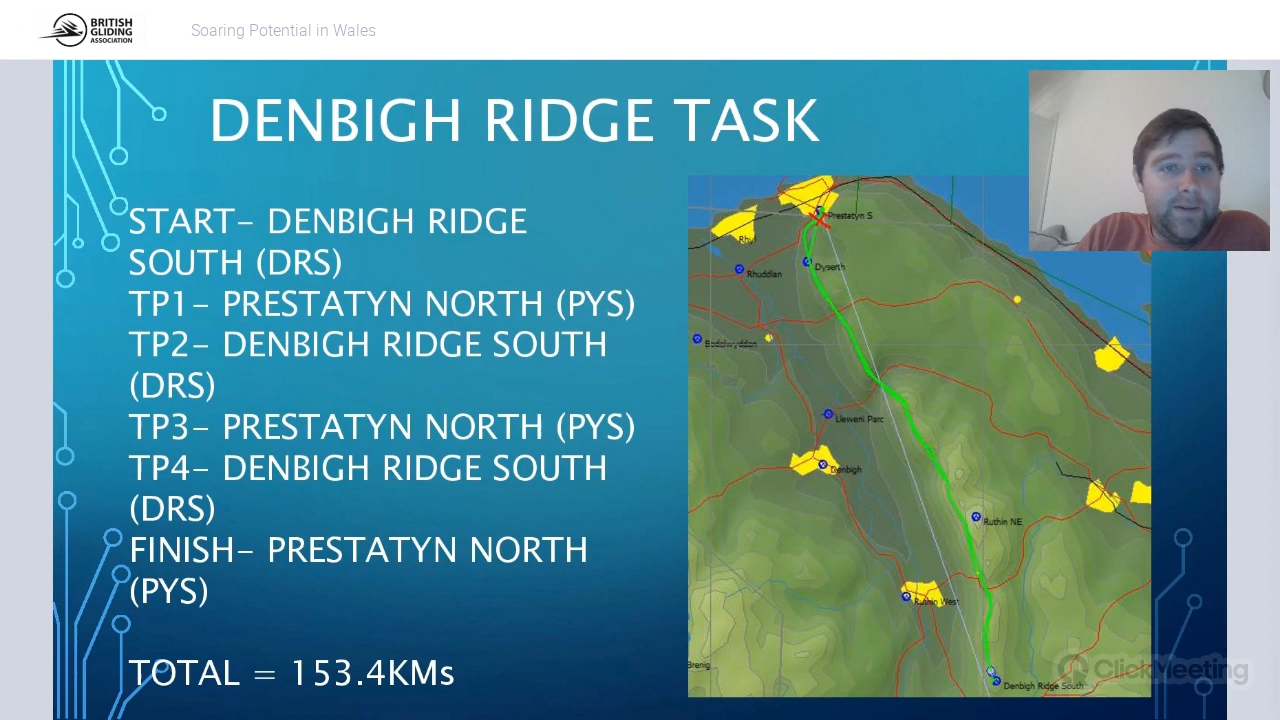 BRITISH
GLIDING
ASSOCIATION
Soaring Potential in Wales
DENBIGH RIDGE TASK
START- DENBIGH RIDGE
SOUTH (DRS)
TP1- PRESTATYN NORTH (PYS)
TP2- DENBIGH RIDGE SOUTH
(DRS)
TP3- PRESTATYN NORTH (PYS)
TP4- DENBIGH RIDGE SOUTH
(DRS)
FINISH- PRESTATYN NORTH
(PYS)
TOTAL = 153.4KMs
Prestatyn S
Rhyl
Dyserth
Rhuddlan
Bodelwyddan
Lleweni Parc
Denbigh
Ruthin NE
Ruthin West
Brenig
Denbigh Ridge South
ClickMeeting